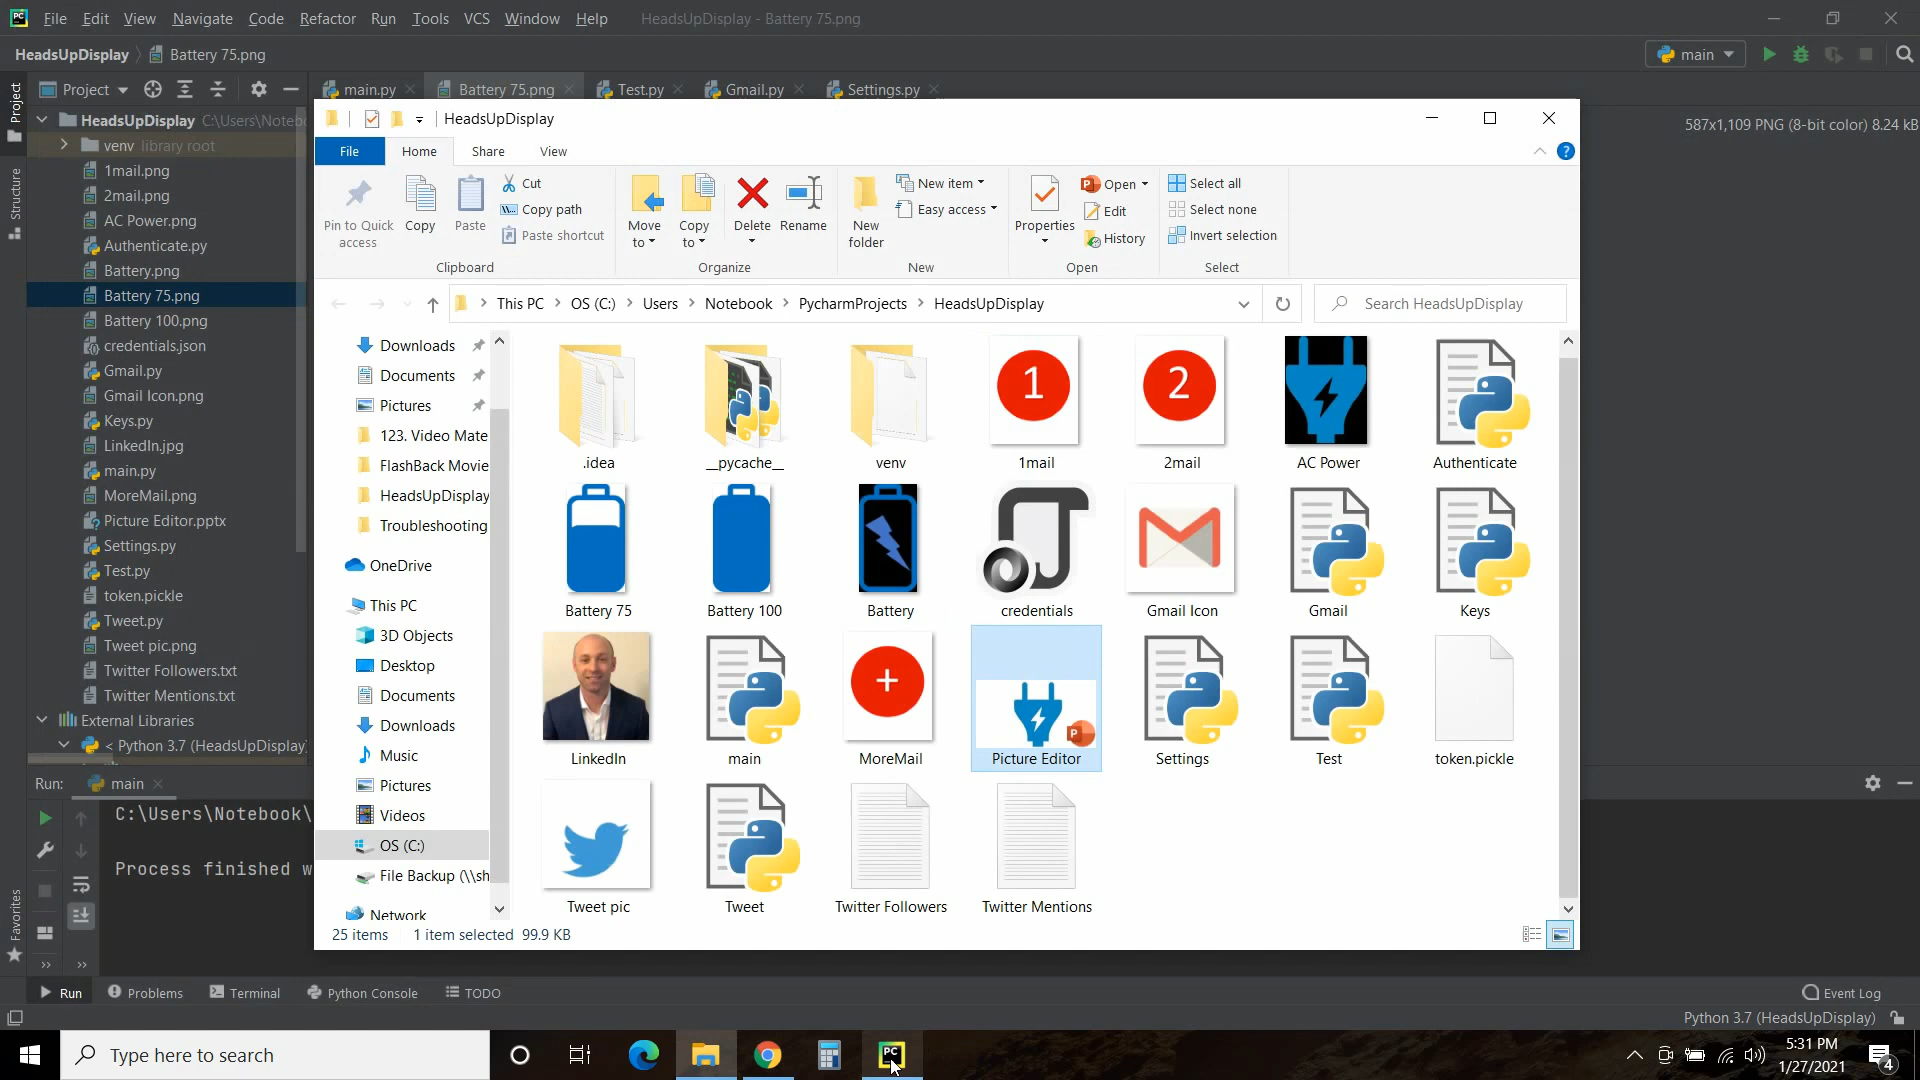 File Edit View Navigate Code Refactor Run Tools VCS Window Help HeadsUpDisplay - Battery 75.png
HeadsUpDisplay Battery 75.png main
Project main.py Battery 75.png Test.py Gmail.py Settings.py
587x1,109 PNG (8-bit color) 8.24 kB
Project
Structure
Favorites
HeadsUpDisplay C:\Users\Noteb
venv library root
1mail.png
2mail.png
AC Power.png
Authenticate.py
Battery.png
Battery 75.png
Battery 100.png
credentials.json
Gmail.py
Gmail Icon.png
Keys.py
LinkedIn.jpg
main.py
MoreMail.png
Picture Editor.pptx
Settings.py
Test.py
token.pickle
Tweet.py
Tweet pic.png
Twitter Followers.txt
Twitter Mentions.txt
External Libraries
< Python 3.7 (HeadsUpDisplay)
HeadsUpDisplay
File Home Share View
Pin to Quick access
Copy
Paste
Cut
Copy path
Paste shortcut
Clipboard
Move to
Copy to
Delete
Rename
Organize
New folder
New item
Easy access
New
Properties
Open
Edit
History
Open
Select all
Select none
Invert selection
Select
This PC OS (C:) Users Notebook PycharmProjects HeadsUpDisplay
Search HeadsUpDisplay
Downloads
Documents
Pictures
123. Video Mate
FlashBack Movie
HeadsUpDisplay
Troubleshooting
OneDrive
This PC
3D Objects
Desktop
Documents
Downloads
Music
Pictures
Videos
OS (C:)
File Backup (\\sh
Network
1 2
.idea __pycache__ venv 1mail 2mail AC Power Authenticate
Battery 75 Battery 100 Battery credentials Gmail Icon Gmail Keys
+
LinkedIn main MoreMail Picture Editor Settings Test token.pickle
Tweet pic Tweet Twitter Followers Twitter Mentions
25 items 1 item selected 99.9 KB
Run: main
C:\Users\Notebook\
Process finished w
Run Problems Terminal Python Console TODO Event Log
Python 3.7 (HeadsUpDisplay)
Type here to search
PC
5:31 PM
1/27/2021
4